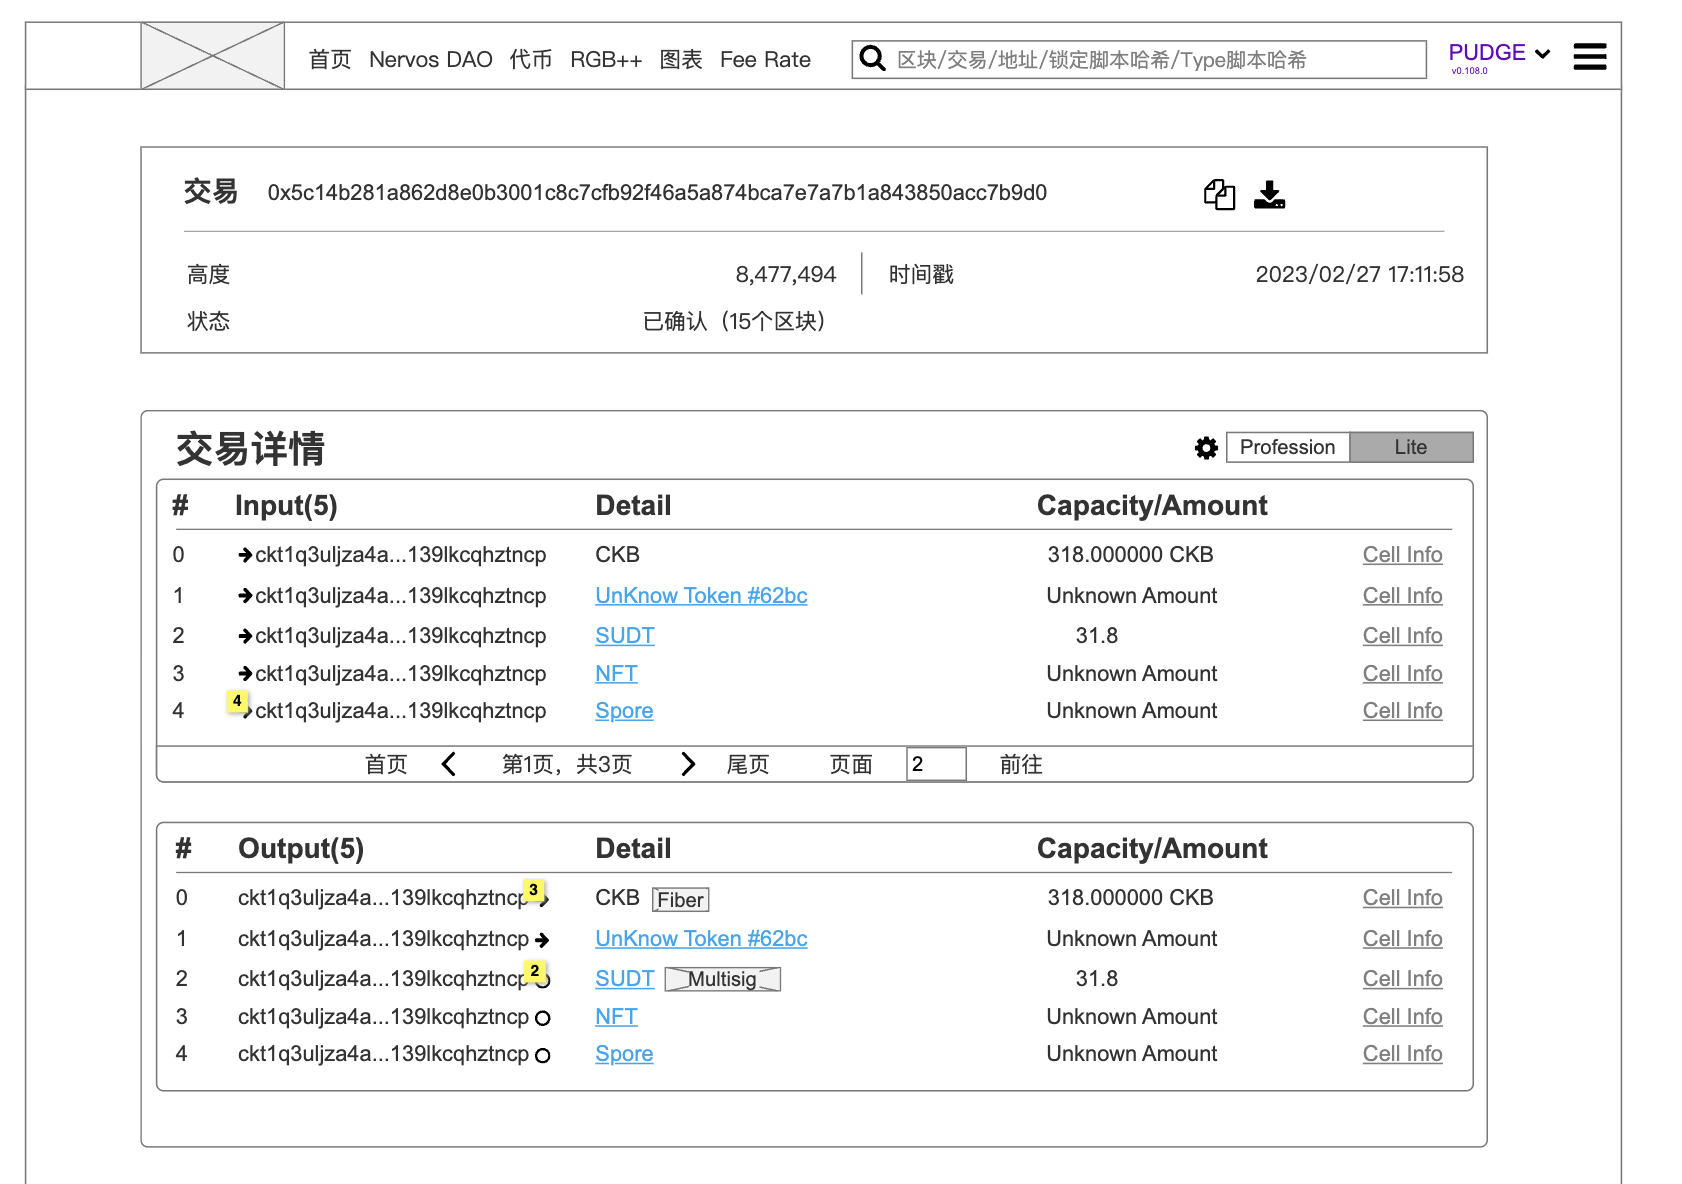 首页 Nervos DAO 代币 RGB++ 图表 Fee Rate 区块/交易/地址/锁定脚本哈希/Type脚本哈希 PUDGE
v0.108.0
交易 0x5c14b281a862d8e0b3001c8c7cfb92f46a5a874bca7e7a7b1a843850acc7b9d0
高度 8,477,494 时间戳 2023/02/27 17:11:58
状态 已确认（15个区块）
交易详情 Profession Lite
# Input(5) Detail Capacity/Amount
0 ckt1q3uljza4a...139lkcqhztncp CKB 318.000000 CKB Cell Info
1 ckt1q3uljza4a...139lkcqhztncp UnKnow Token #62bc Unknown Amount Cell Info
2 ckt1q3uljza4a...139lkcqhztncp SUDT 31.8 Cell Info
3 ckt1q3uljza4a...139lkcqhztncp NFT Unknown Amount Cell Info
4 4 ckt1q3uljza4a...139lkcqhztncp Spore Unknown Amount Cell Info
首页 第1页，共3页 尾页 页面 2 前往
# Output(5) Detail Capacity/Amount
0 ckt1q3uljza4a...139lkcqhztncp 3 CKB Fiber 318.000000 CKB Cell Info
1 ckt1q3uljza4a...139lkcqhztncp UnKnow Token #62bc Unknown Amount Cell Info
2 ckt1q3uljza4a...139lkcqhztncp 2 SUDT Multisig 31.8 Cell Info
3 ckt1q3uljza4a...139lkcqhztncp NFT Unknown Amount Cell Info
4 ckt1q3uljza4a...139lkcqhztncp Spore Unknown Amount Cell Info